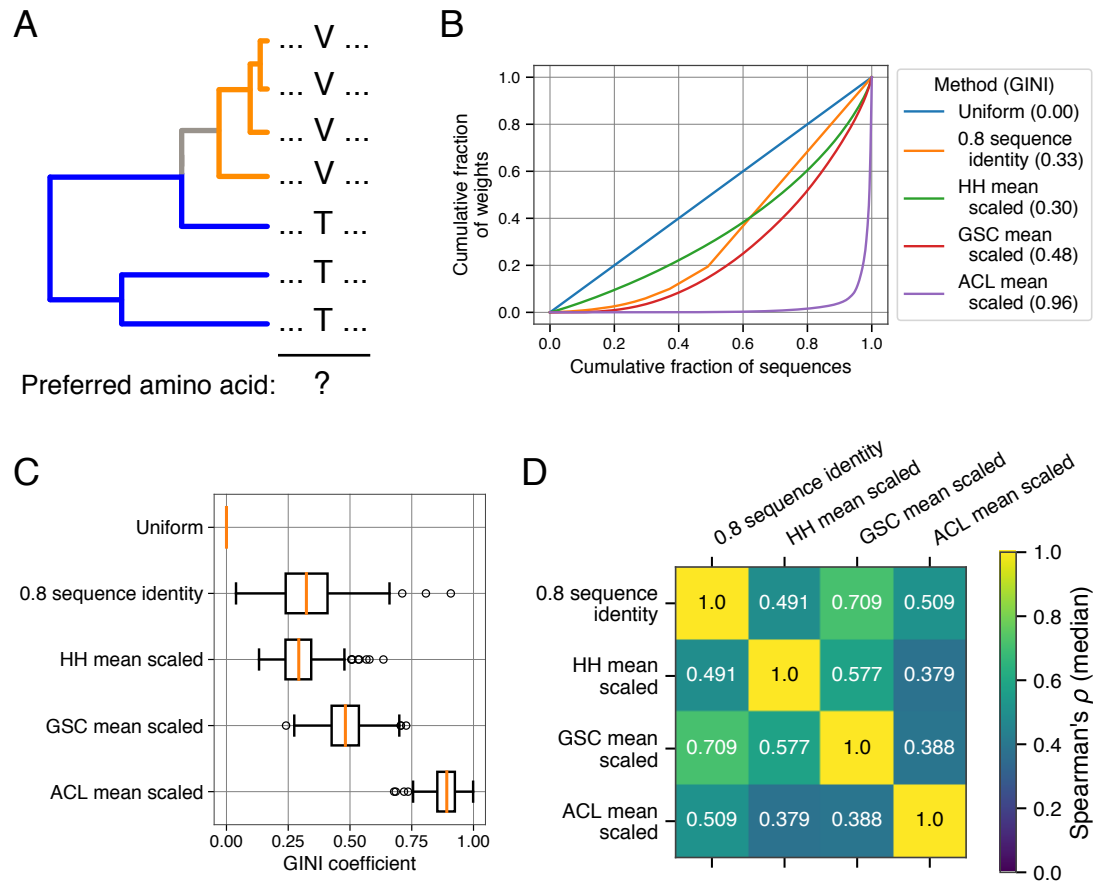 A
... V ...
... V ...
... V ...
... V ...
... T ...
... T ...
... T ...
Preferred amino acid: ?
B
Cumulative fraction
of weights
1.0
0.8
0.6
0.4
0.2
0.0
0.0 0.2 0.4 0.6 0.8 1.0
Cumulative fraction of sequences
Method (GINI)
Uniform (0.00)
0.8 sequence
identity (0.33)
HH mean
scaled (0.30)
GSC mean
scaled (0.48)
ACL mean
scaled (0.96)
C
Uniform
0.8 sequence identity
HH mean scaled
GSC mean scaled
ACL mean scaled
0.00 0.25 0.50 0.75 1.00
GINI coefficient
D
0.8 sequence identity
HH mean scaled
GSC mean scaled
ACL mean scaled
0.8 sequence
identity
1.0 0.491 0.709 0.509
HH mean
scaled
0.491 1.0 0.577 0.379
GSC mean
scaled
0.709 0.577 1.0 0.388
ACL mean
scaled
0.509 0.379 0.388 1.0
1.0
0.8
0.6
0.4
0.2
0.0
Spearman's ρ (median)